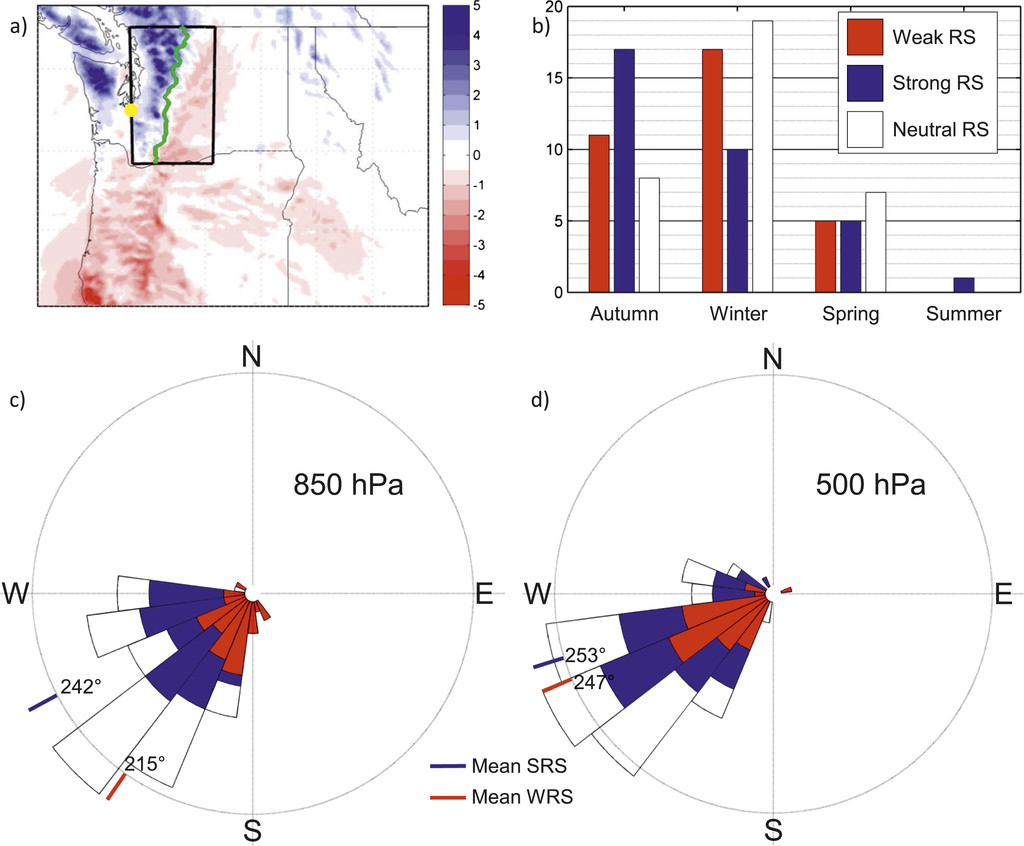 a)
5
4
3
2
1
0
-1
-2
-3
-4
-5
b)
20
15
10
5
0
Weak RS
Strong RS
Neutral RS
Autumn Winter Spring Summer
c)
N
850 hPa
W
E
242°
215°
S
d)
N
500 hPa
W
E
253°
247°
S
Mean SRS
Mean WRS